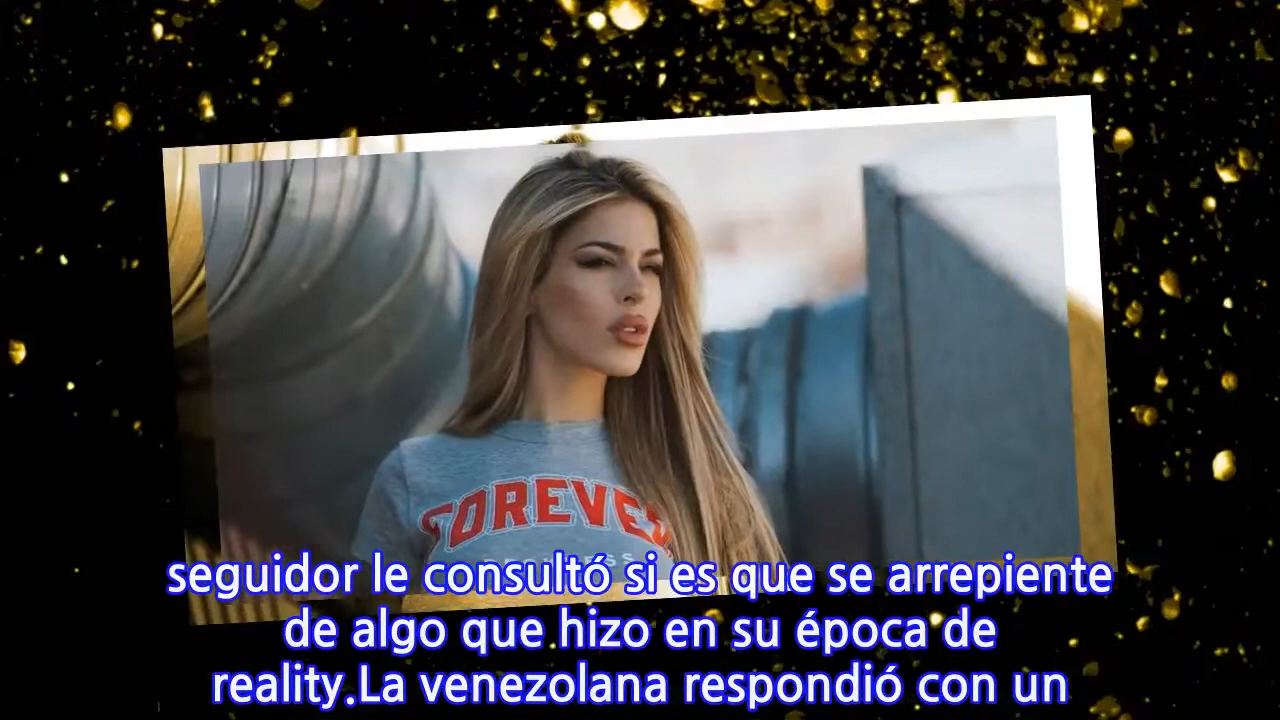 FOREVE
seguidor le consultó si es que se arrepiente
de algo que hizo en su época de
reality.La venezolana respondió con un